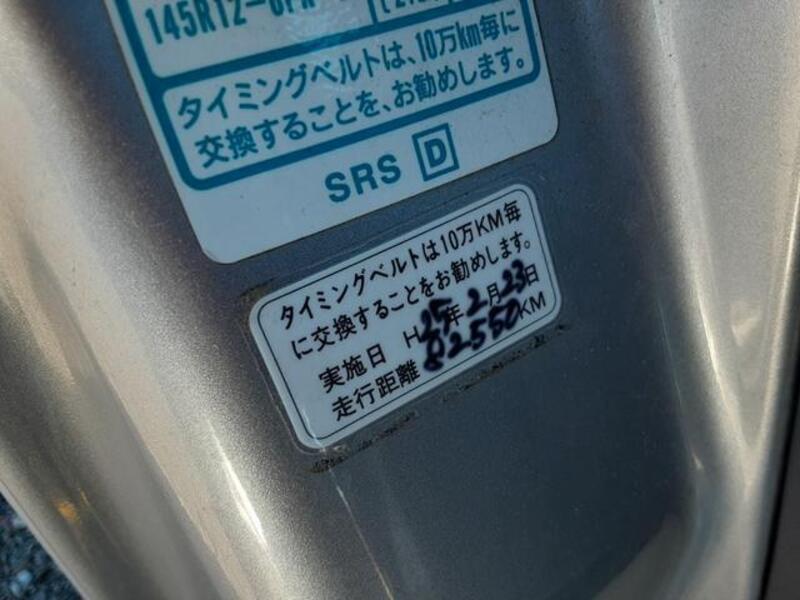 145R12-6PR
タイミングベルトは、10万km毎に
交換することを、お勧めします。
SRS D
タイミングベルトは10万KM毎
に交換することをお勧めします。
実施日 H25年2月23日
走行距離 82550KM